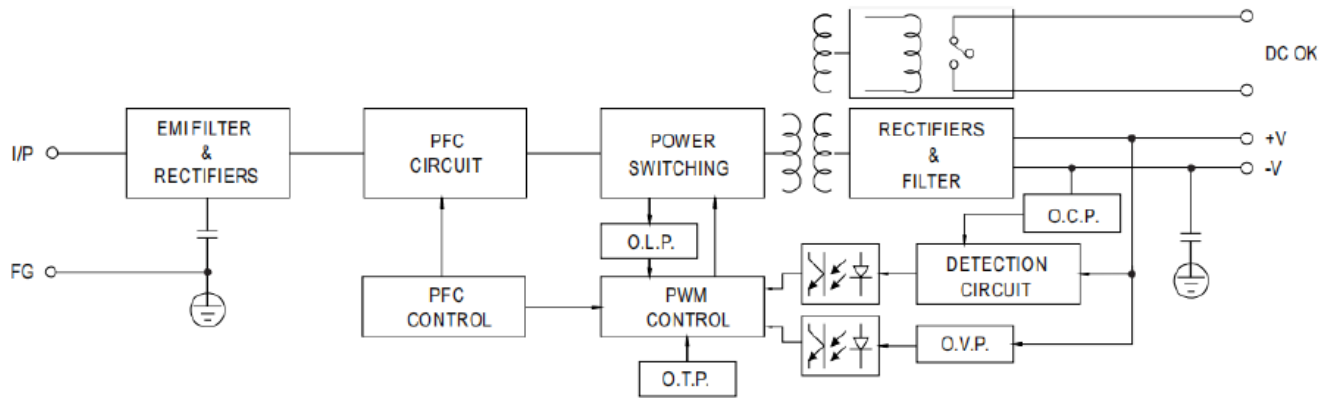 DC OK
I/P
EMI FILTER
&
RECTIFIERS
PFC
CIRCUIT
POWER
SWITCHING
RECTIFIERS
&
FILTER
+V
-V
O.C.P.
O.L.P.
FG
PFC
CONTROL
PWM
CONTROL
DETECTION
CIRCUIT
O.V.P.
O.T.P.